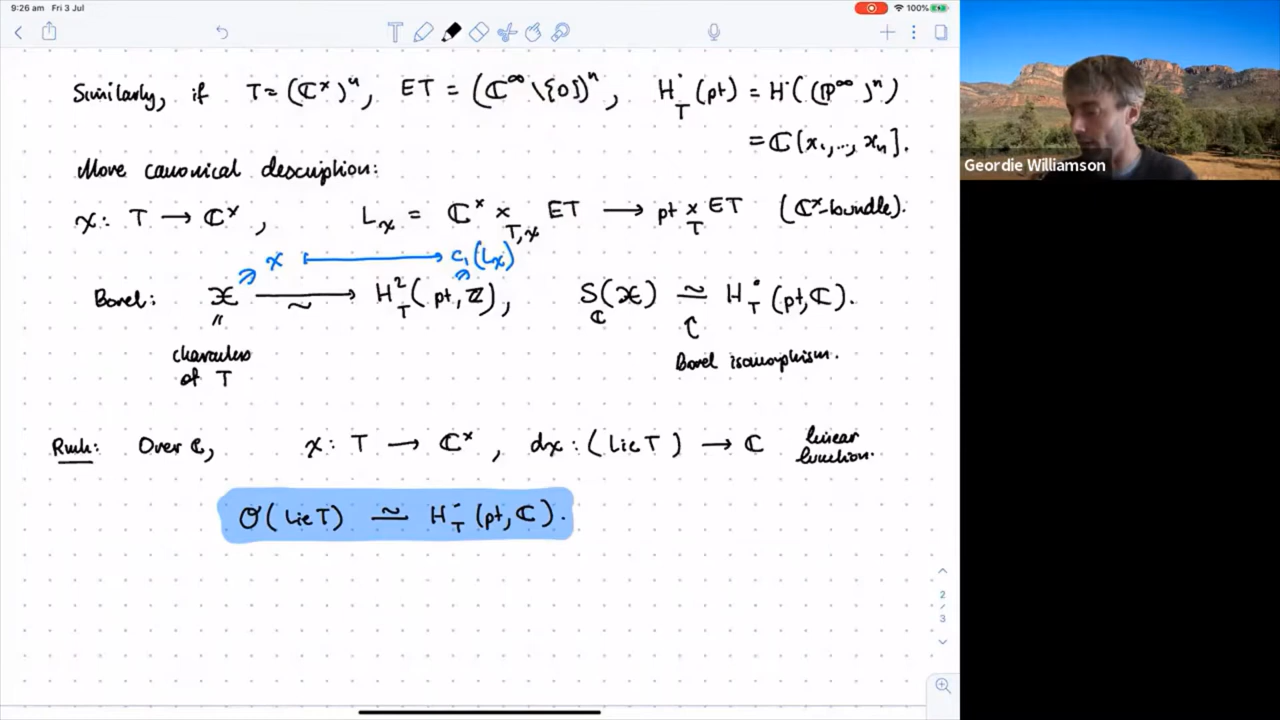 9:26 am Fri 3 Jul
100%
Similarly, if T = (ℂ^×)^n, ET = (ℂ^∞ \ {0})^n, H^•_T(pt) = H^•((ℙ^∞)^n)
= ℂ[x_1, ..., x_n].
More canonical description:
χ : T → ℂ^×, L_χ = ℂ^× ×_{T,χ} ET → pt ×_T ET (ℂ^×-bundle).
χ ↦ c_1(L_χ)
Borel: 𝔛 →^∼ H^2_T(pt, ℤ), S_ℂ(𝔛) ≃ H^•_T(pt, ℂ).
characters
of T
Borel isomorphism.
Rmk: Over ℂ, χ : T → ℂ^×, dχ : (Lie T) → ℂ linear
function.
𝒪(Lie T) ≃ H^•_T(pt, ℂ).
2
/
3
Geordie Williamson